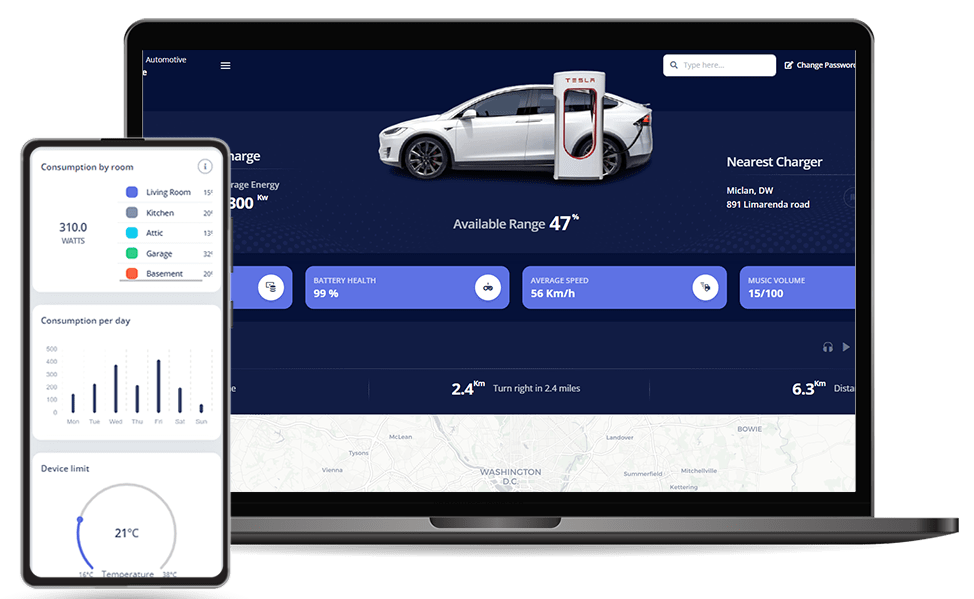 Automotive
e
Type here...
Change Password
TESLA
harge
rage Energy
300 Kw
Nearest Charger
Miclan, DW
891 Limarenda road
Available Range 47%
BATTERY HEALTH
99 %
AVERAGE SPEED
56 Km/h
MUSIC VOLUME
15/100
e
2.4 Km
Turn right in 2.4 miles
6.3 Km
Dista
McLean
Tysons
Vienna
WASHINGTON
D.C.
Landover
BOWIE
Summerfield
Mitchellville
Kettering
Consumption by room
310.0
WATTS
Living Room 15
Kitchen 20
Attic 13
Garage 32
Basement 20
Consumption per day
500
400
300
200
100
0
Mon Tue Wed Thu Fri Sat Sun
Device limit
21°C
16°C Temperature 38°C